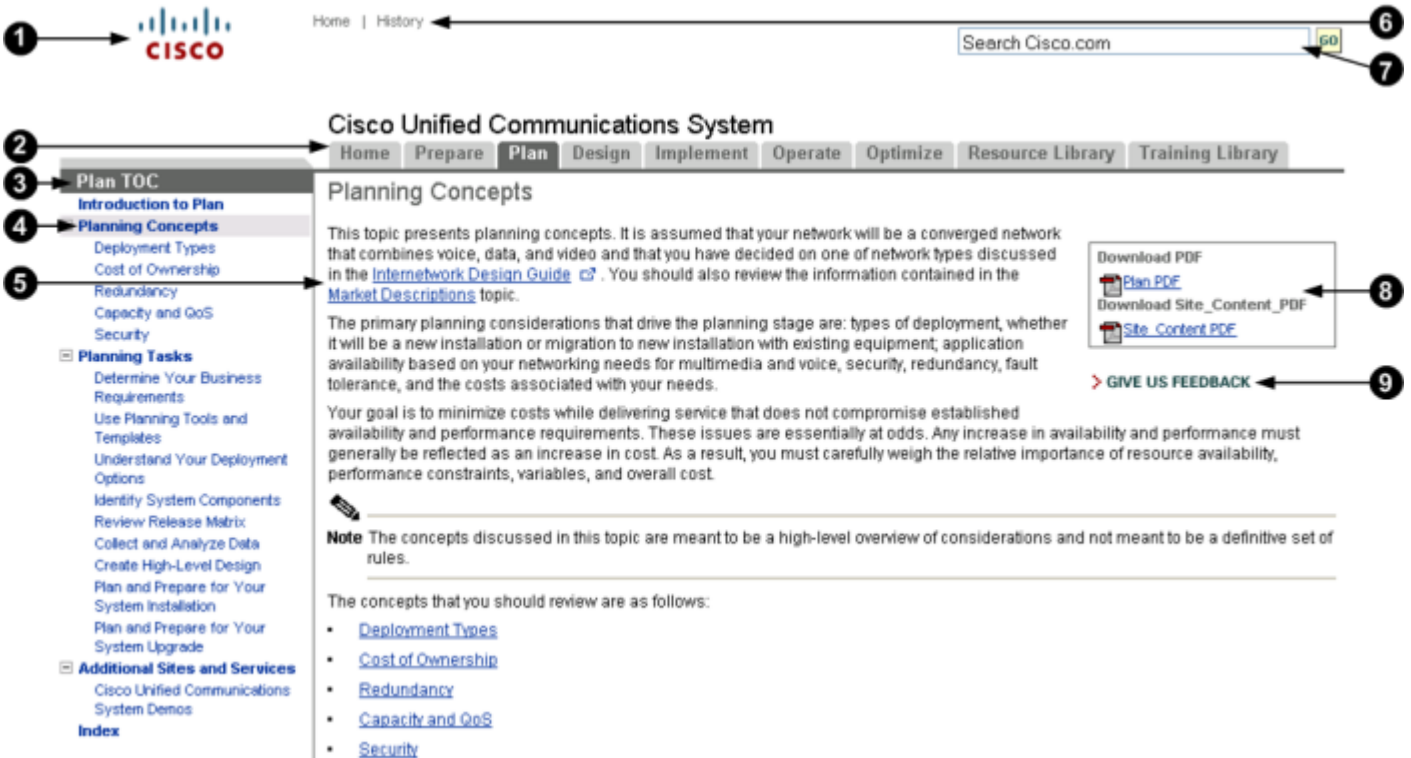 1
CISCO
Home | History
6
Search Cisco.com
GO
7
Cisco Unified Communications System
2
Home Prepare Plan Design Implement Operate Optimize Resource Library Training Library
3
Plan TOC
Introduction to Plan
4
Planning Concepts
Deployment Types
Cost of Ownership
5
Redundancy
Capacity and QoS
Security
Planning Tasks
Determine Your Business
Requirements
Use Planning Tools and
Templates
Understand Your Deployment
Options
Identify System Components
Review Release Matrix
Collect and Analyze Data
Create High-Level Design
Plan and Prepare for Your
System Installation
Plan and Prepare for Your
System Upgrade
Additional Sites and Services
Cisco Unified Communications
System Demos
Index
Planning Concepts
This topic presents planning concepts. It is assumed that your network will be a converged network
that combines voice, data, and video and that you have decided on one of network types discussed
in the Internetwork Design Guide . You should also review the information contained in the
Market Descriptions topic.
The primary planning considerations that drive the planning stage are: types of deployment, whether
it will be a new installation or migration to new installation with existing equipment; application
availability based on your networking needs for multimedia and voice, security, redundancy, fault
tolerance, and the costs associated with your needs.
Your goal is to minimize costs while delivering service that does not compromise established
availability and performance requirements. These issues are essentially at odds. Any increase in availability and performance must
generally be reflected as an increase in cost. As a result, you must carefully weigh the relative importance of resource availability,
performance constraints, variables, and overall cost.
Note The concepts discussed in this topic are meant to be a high-level overview of considerations and not meant to be a definitive set of
rules.
The concepts that you should review are as follows:
• Deployment Types
• Cost of Ownership
• Redundancy
• Capacity and QoS
• Security
Download PDF
Plan PDF
8
Download Site_Content_PDF
Site_Content PDF
> GIVE US FEEDBACK
9